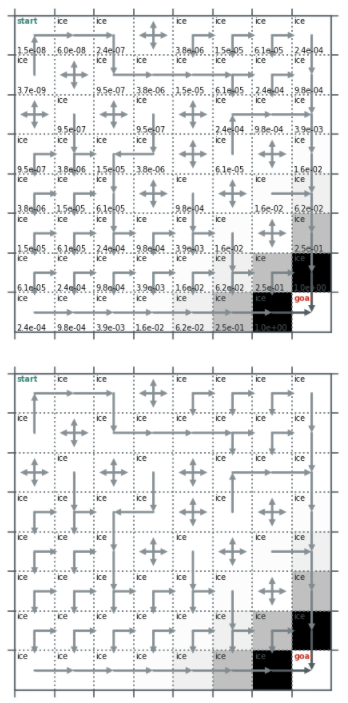 start ice ice ice ice ice ice
1.5e-08 6.0e-08 2.4e-07 3.8e-06 1.5e-05 6.1e-05 2.4e-04
ice ice ice ice ice ice ice
3.7e-09 9.5e-07 3.8e-06 1.5e-05 6.1e-05 2.4e-04 9.8e-04
ice ice ice ice ice
9.5e-07 9.5e-07 2.4e-04 9.8e-04 3.9e-03
ice ice ice ice ice ice
9.5e-07 3.8e-06 1.5e-05 3.8e-06 6.1e-05 1.6e-02
ice ice ice ice ice ice
3.8e-06 1.5e-05 6.1e-05 9.8e-04 1.6e-02 6.2e-02
ice ice ice ice ice ice ice
1.5e-05 6.1e-05 2.4e-04 9.8e-04 3.9e-03 1.6e-02 2.5e-01
ice ice ice ice ice ice ice ice
6.1e-05 2.4e-04 9.8e-04 3.9e-03 1.6e-02 6.2e-02 2.5e-01 1.0e+00
ice ice ice ice ice ice ice goal
2.4e-04 9.8e-04 3.9e-03 1.6e-02 6.2e-02 2.5e-01 1.0e+00
start ice ice ice ice ice ice
ice ice ice ice ice ice ice
ice ice ice ice ice
ice ice ice ice ice ice
ice ice ice ice ice ice
ice ice ice ice ice ice ice
ice ice ice ice ice ice ice ice
ice ice ice ice ice ice ice goal